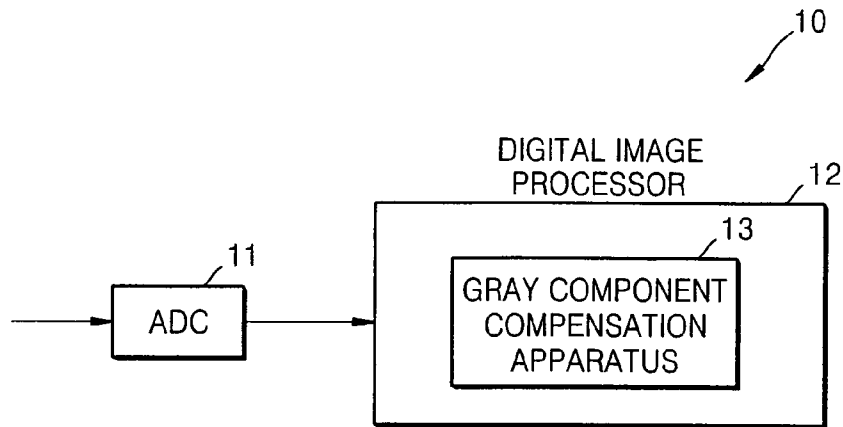 10
DIGITAL IMAGE
PROCESSOR
12
11
13
ADC
GRAY COMPONENT
COMPENSATION
APPARATUS